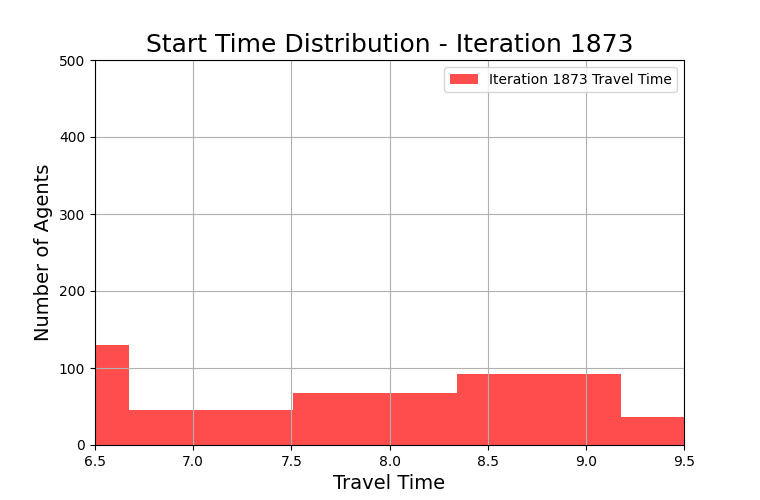 Start Time Distribution - Iteration 1873
Iteration 1873 Travel Time
Number of Agents
500
400
300
200
100
0
6.5 7.0 7.5 8.0 8.5 9.0 9.5
Travel Time